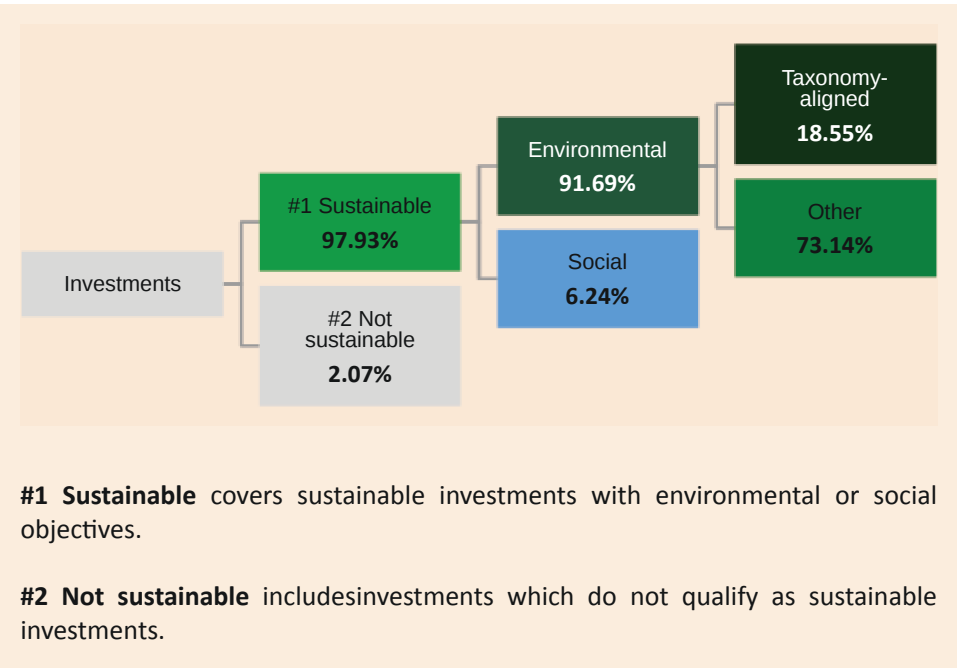 Investments
#1 Sustainable
97.93%
#2 Not
sustainable
2.07%
Environmental
91.69%
Social
6.24%
Taxonomy-
aligned
18.55%
Other
73.14%
#1 Sustainable covers sustainable investments with environmental or social
objectives.
#2 Not sustainable includesinvestments which do not qualify as sustainable
investments.